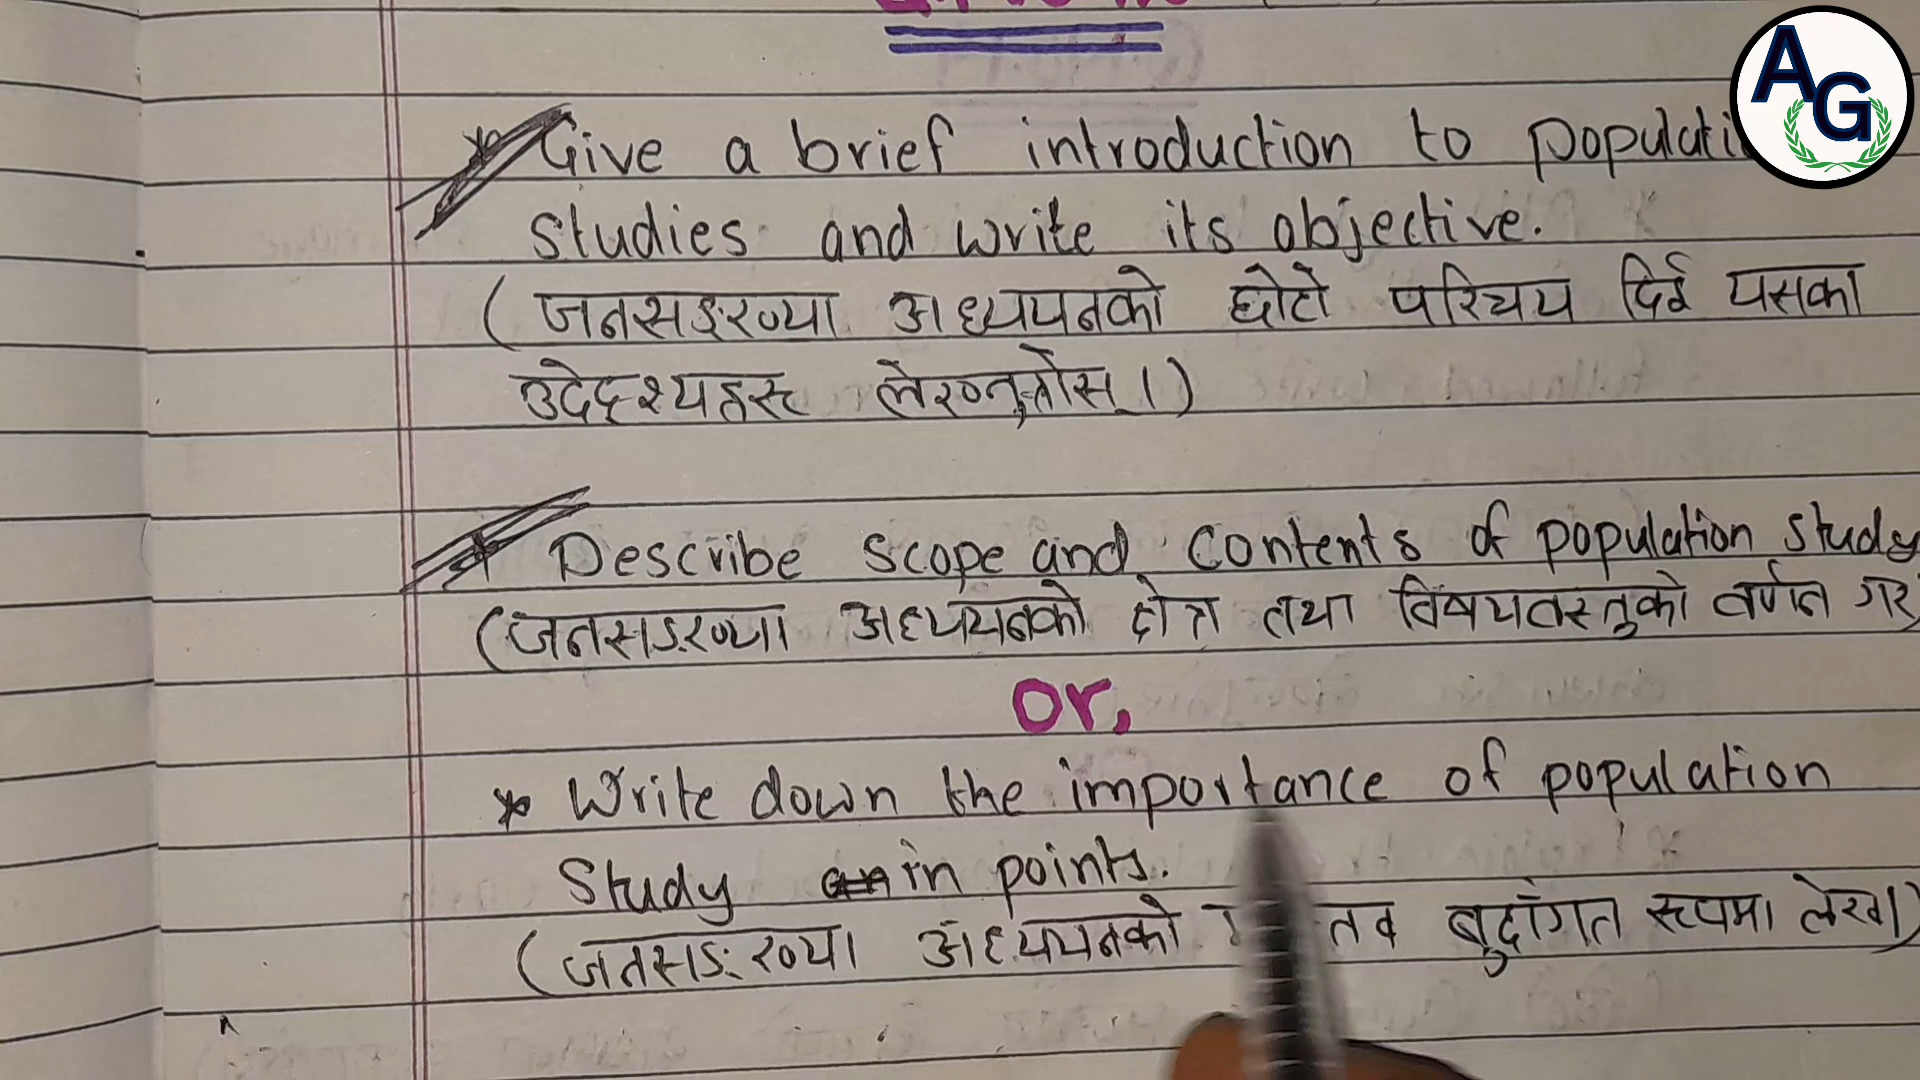 AG
* Give a brief introduction to populati
studies and write its objective.
(जनसङ्ख्या अध्ययनको छोटो परिचय दिई यसका
उदेद्श्यहरू लेख्नुहोस् ।)
* Describe scope and contents of population study
(जनसङ्ख्या अध्ययनको क्षेत्र तथा विषयवस्तुको वर्णन गर)
or,
* Write down the importance of population
study in points.
(जनसङ्ख्या अध्ययनको बुदाँगत रूपमा लेख।)